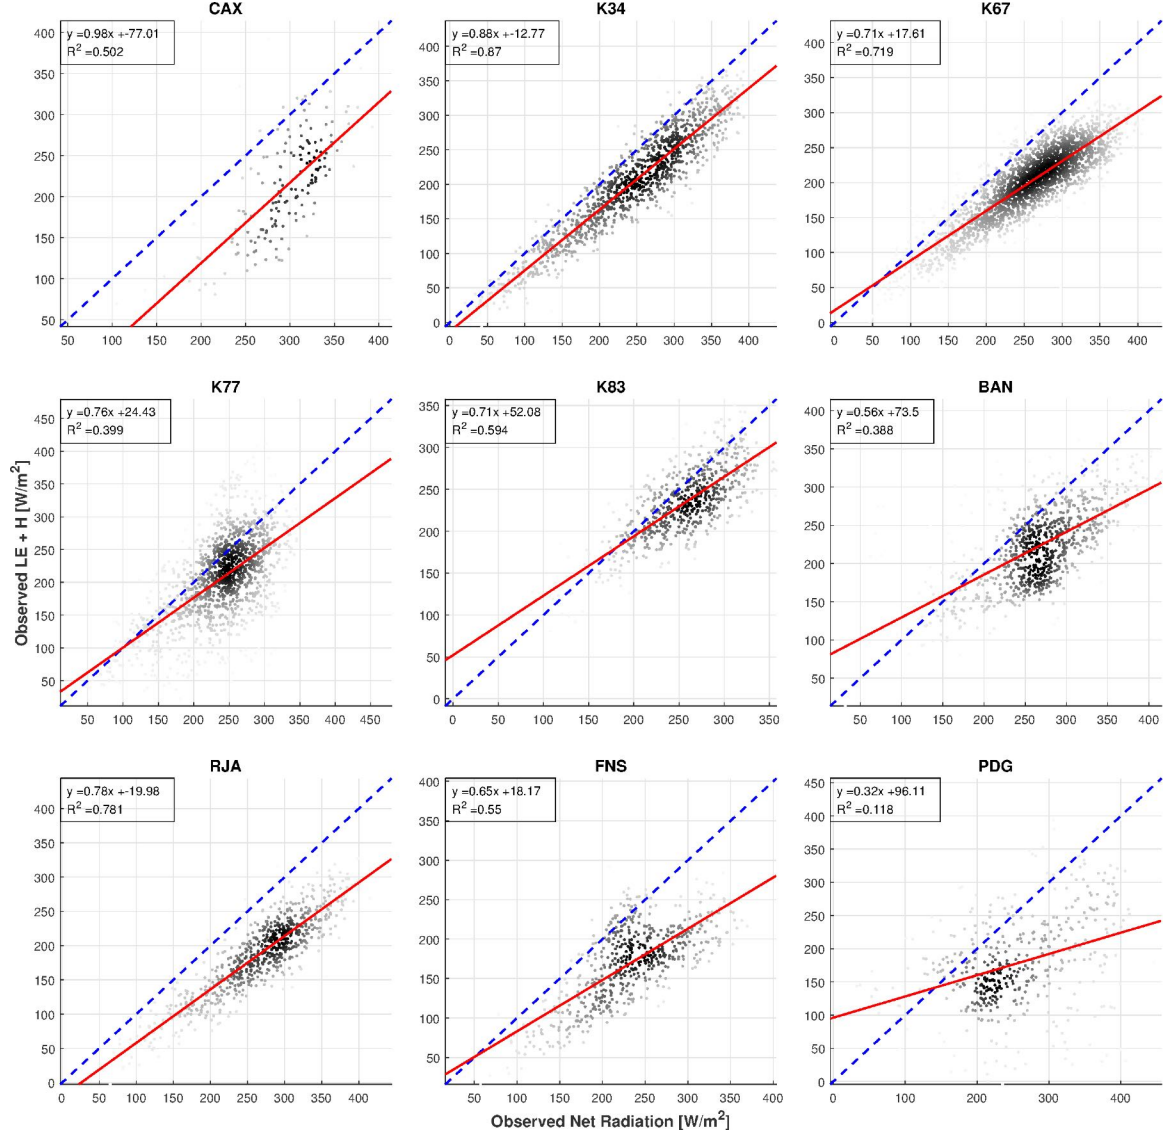 CAX
y =0.98x +-77.01
R² =0.502
400
350
300
250
200
150
100
50
50 100 150 200 250 300 350 400
K34
y =0.88x +-12.77
R² =0.87
400
350
300
250
200
150
100
50
0
0 50 100 150 200 250 300 350 400
K67
y =0.71x +17.61
R² =0.719
400
350
300
250
200
150
100
50
0
0 50 100 150 200 250 300 350 400
K77
y =0.76x +24.43
R² =0.399
450
400
350
300
250
200
150
100
50
50 100 150 200 250 300 350 400 450
K83
y =0.71x +52.08
R² =0.594
350
300
250
200
150
100
50
0
0 50 100 150 200 250 300 350
BAN
y =0.56x +73.5
R² =0.388
400
350
300
250
200
150
100
50
50 100 150 200 250 300 350 400
RJA
y =0.78x +-19.98
R² =0.781
400
350
300
250
200
150
100
50
0
0 50 100 150 200 250 300 350 400
FNS
y =0.65x +18.17
R² =0.55
400
350
300
250
200
150
100
50
50 100 150 200 250 300 350 400
PDG
y =0.32x +96.11
R² =0.118
450
400
350
300
250
200
150
100
50
0
0 100 200 300 400
Observed LE + H [W/m²]
Observed Net Radiation [W/m²]